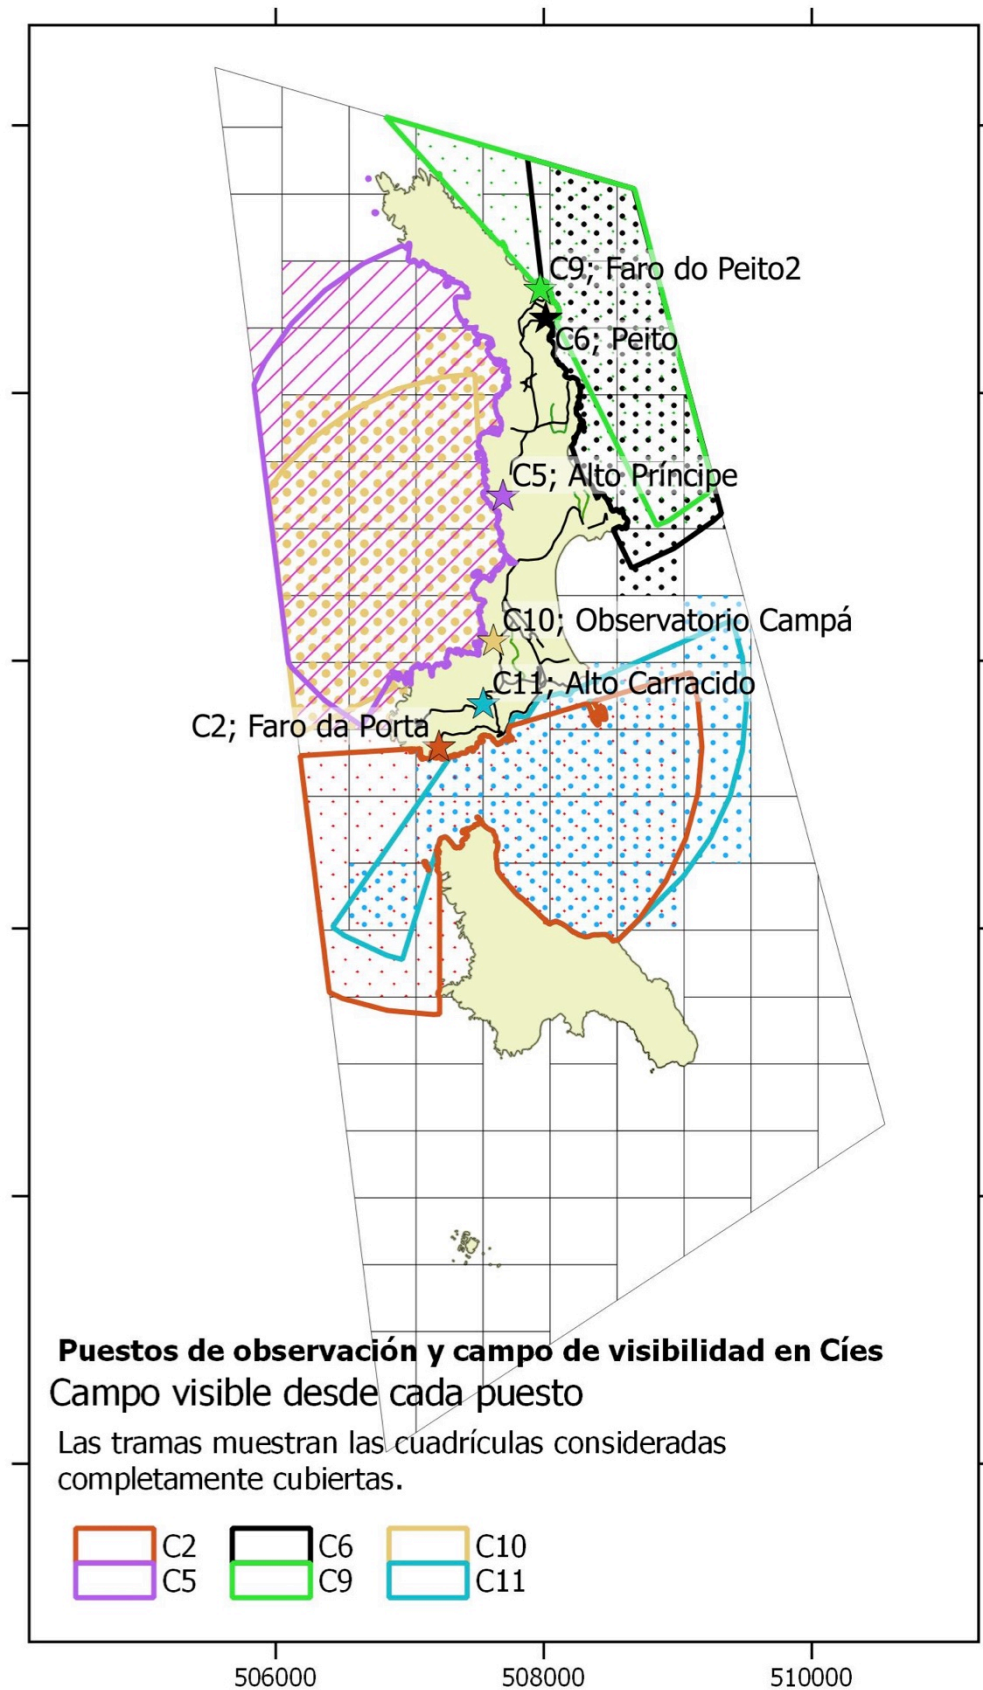 C9; Faro do Peito2
C6; Peito
C5; Alto Príncipe
C10; Observatorio Campá
C11; Alto Carracido
C2; Faro da Porta
Puestos de observación y campo de visibilidad en Cíes
Campo visible desde cada puesto
Las tramas muestran las cuadrículas consideradas
completamente cubiertas.
C2 C6 C10
C5 C9 C11
506000 508000 510000